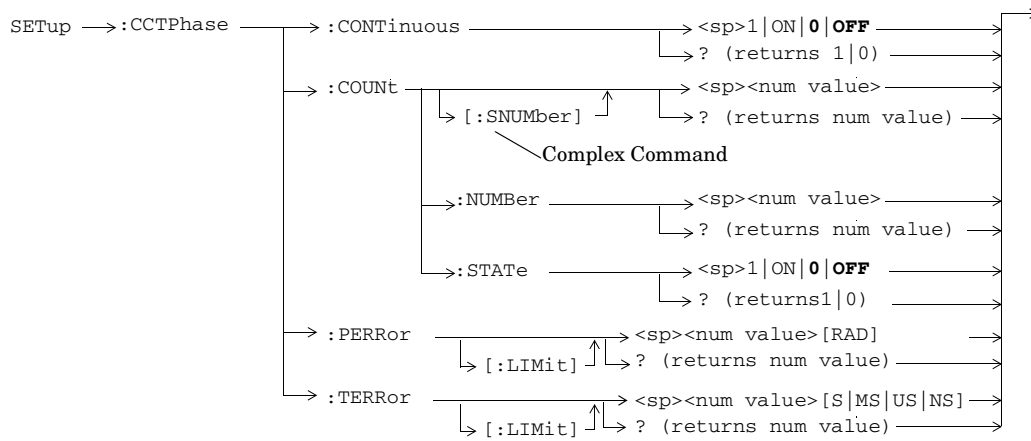 SETup :CCTPhase :CONTinuous <sp>1|ON|0|OFF
? (returns 1|0)
:COUNt <sp><num value>
[:SNUMber] ? (returns num value)
Complex Command
:NUMBer <sp><num value>
? (returns num value)
:STATe <sp>1|ON|0|OFF
? (returns1|0)
:PERRor <sp><num value>[RAD]
[:LIMit] ? (returns num value)
:TERRor <sp><num value>[S|MS|US|NS]
[:LIMit] ? (returns num value)